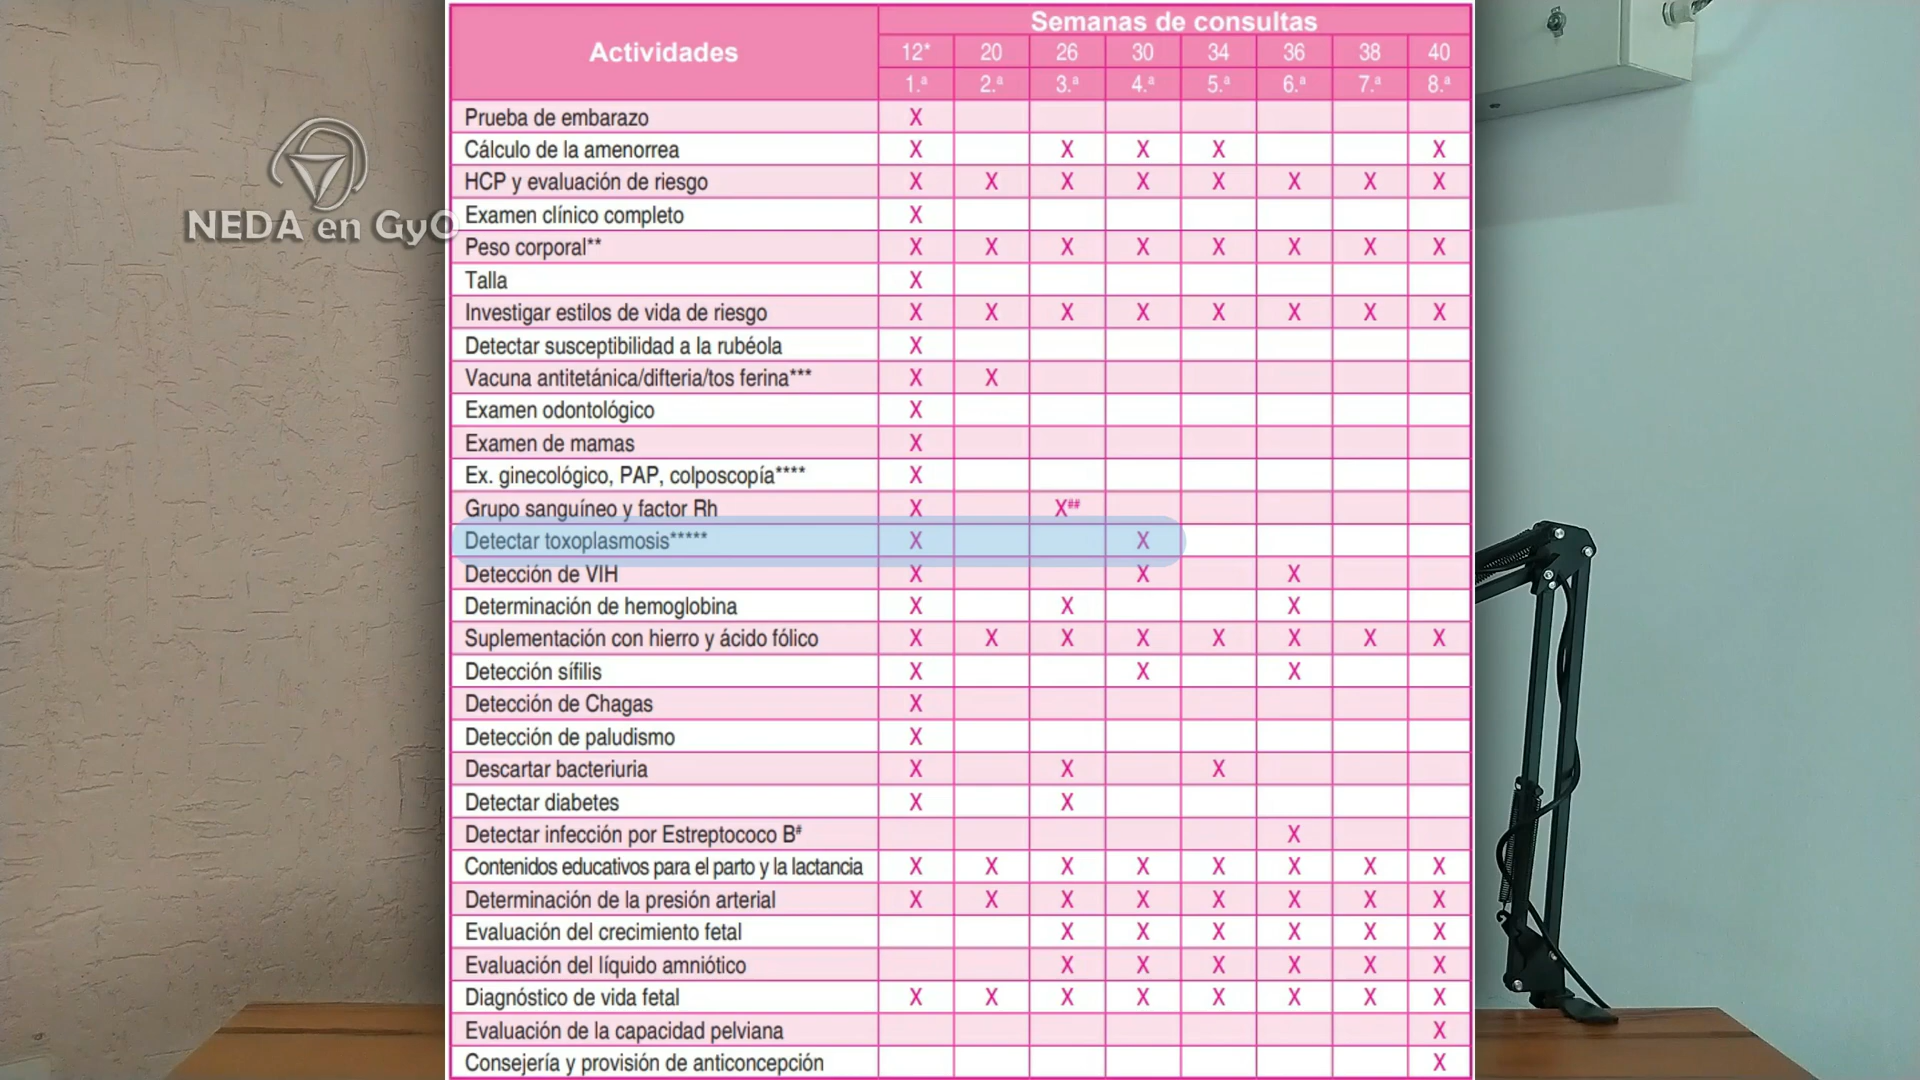 Actividades Semanas de consultas
12* 20 26 30 34 36 38 40
1.ª 2.ª 3.ª 4.ª 5.ª 6.ª 7.ª 8.ª
Prueba de embarazo X
Cálculo de la amenorrea X X X X X
HCP y evaluación de riesgo X X X X X X X X
Examen clínico completo X
NEDA en GyO
Peso corporal** X X X X X X X X
Talla X
Investigar estilos de vida de riesgo X X X X X X X X
Detectar susceptibilidad a la rubéola X
Vacuna antitetánica/difteria/tos ferina*** X X
Examen odontológico X
Examen de mamas X
Ex. ginecológico, PAP, colposcopía**** X
Grupo sanguíneo y factor Rh X X##
Detectar toxoplasmosis***** X X
Detección de VIH X X X
Determinación de hemoglobina X X X
Suplementación con hierro y ácido fólico X X X X X X X X
Detección sífilis X X X
Detección de Chagas X
Detección de paludismo X
Descartar bacteriuria X X X
Detectar diabetes X X
Detectar infección por Estreptococo B# X
Contenidos educativos para el parto y la lactancia X X X X X X X X
Determinación de la presión arterial X X X X X X X X
Evaluación del crecimiento fetal X X X X X X
Evaluación del líquido amniótico X X X X X X
Diagnóstico de vida fetal X X X X X X X X
Evaluación de la capacidad pelviana X
Consejería y provisión de anticoncepción X